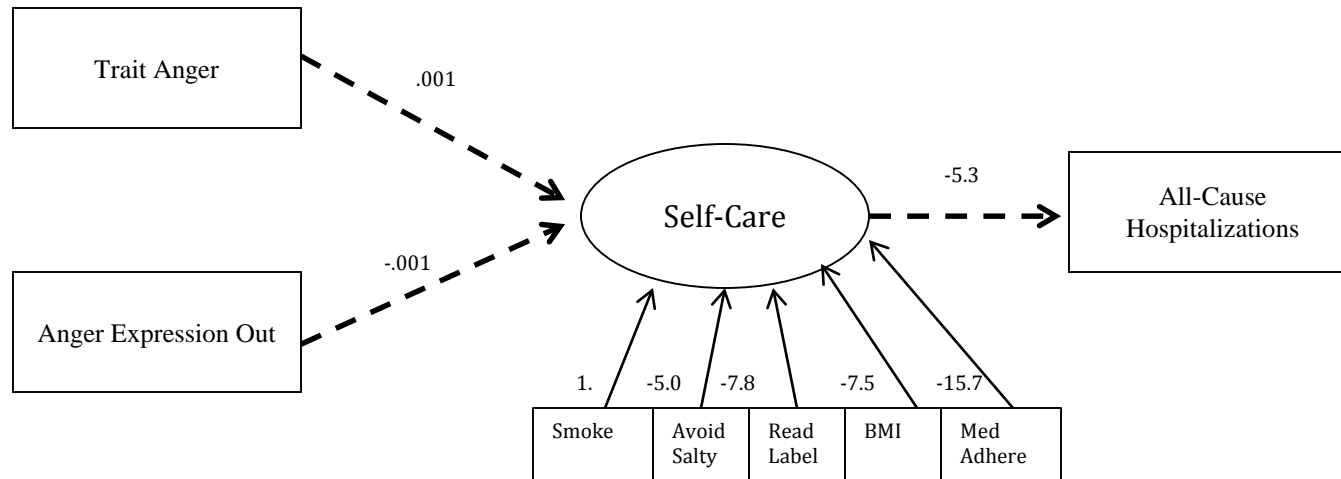 Trait Anger
.001
-5.3
Self-Care
All-Cause
Hospitalizations
-.001
Anger Expression Out
1.
-5.0
-7.8
-7.5
-15.7
Smoke
Avoid
Salty
Read
Label
BMI
Med
Adhere